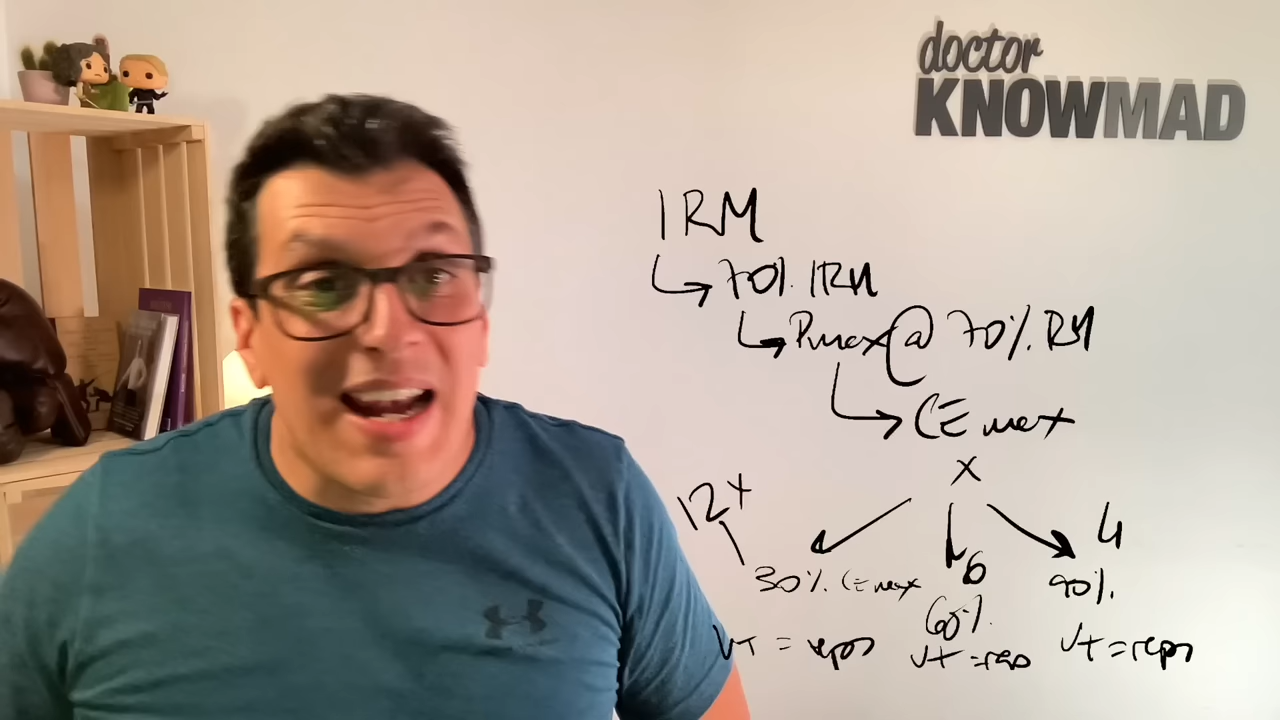 doctor
KNOWMAD
1RM
70% 1RM
Pmax@ 70% RM
CE max
x
12+
6
4
30% CE max
60%
90%
VT = reps
VT = reps
VT = reps